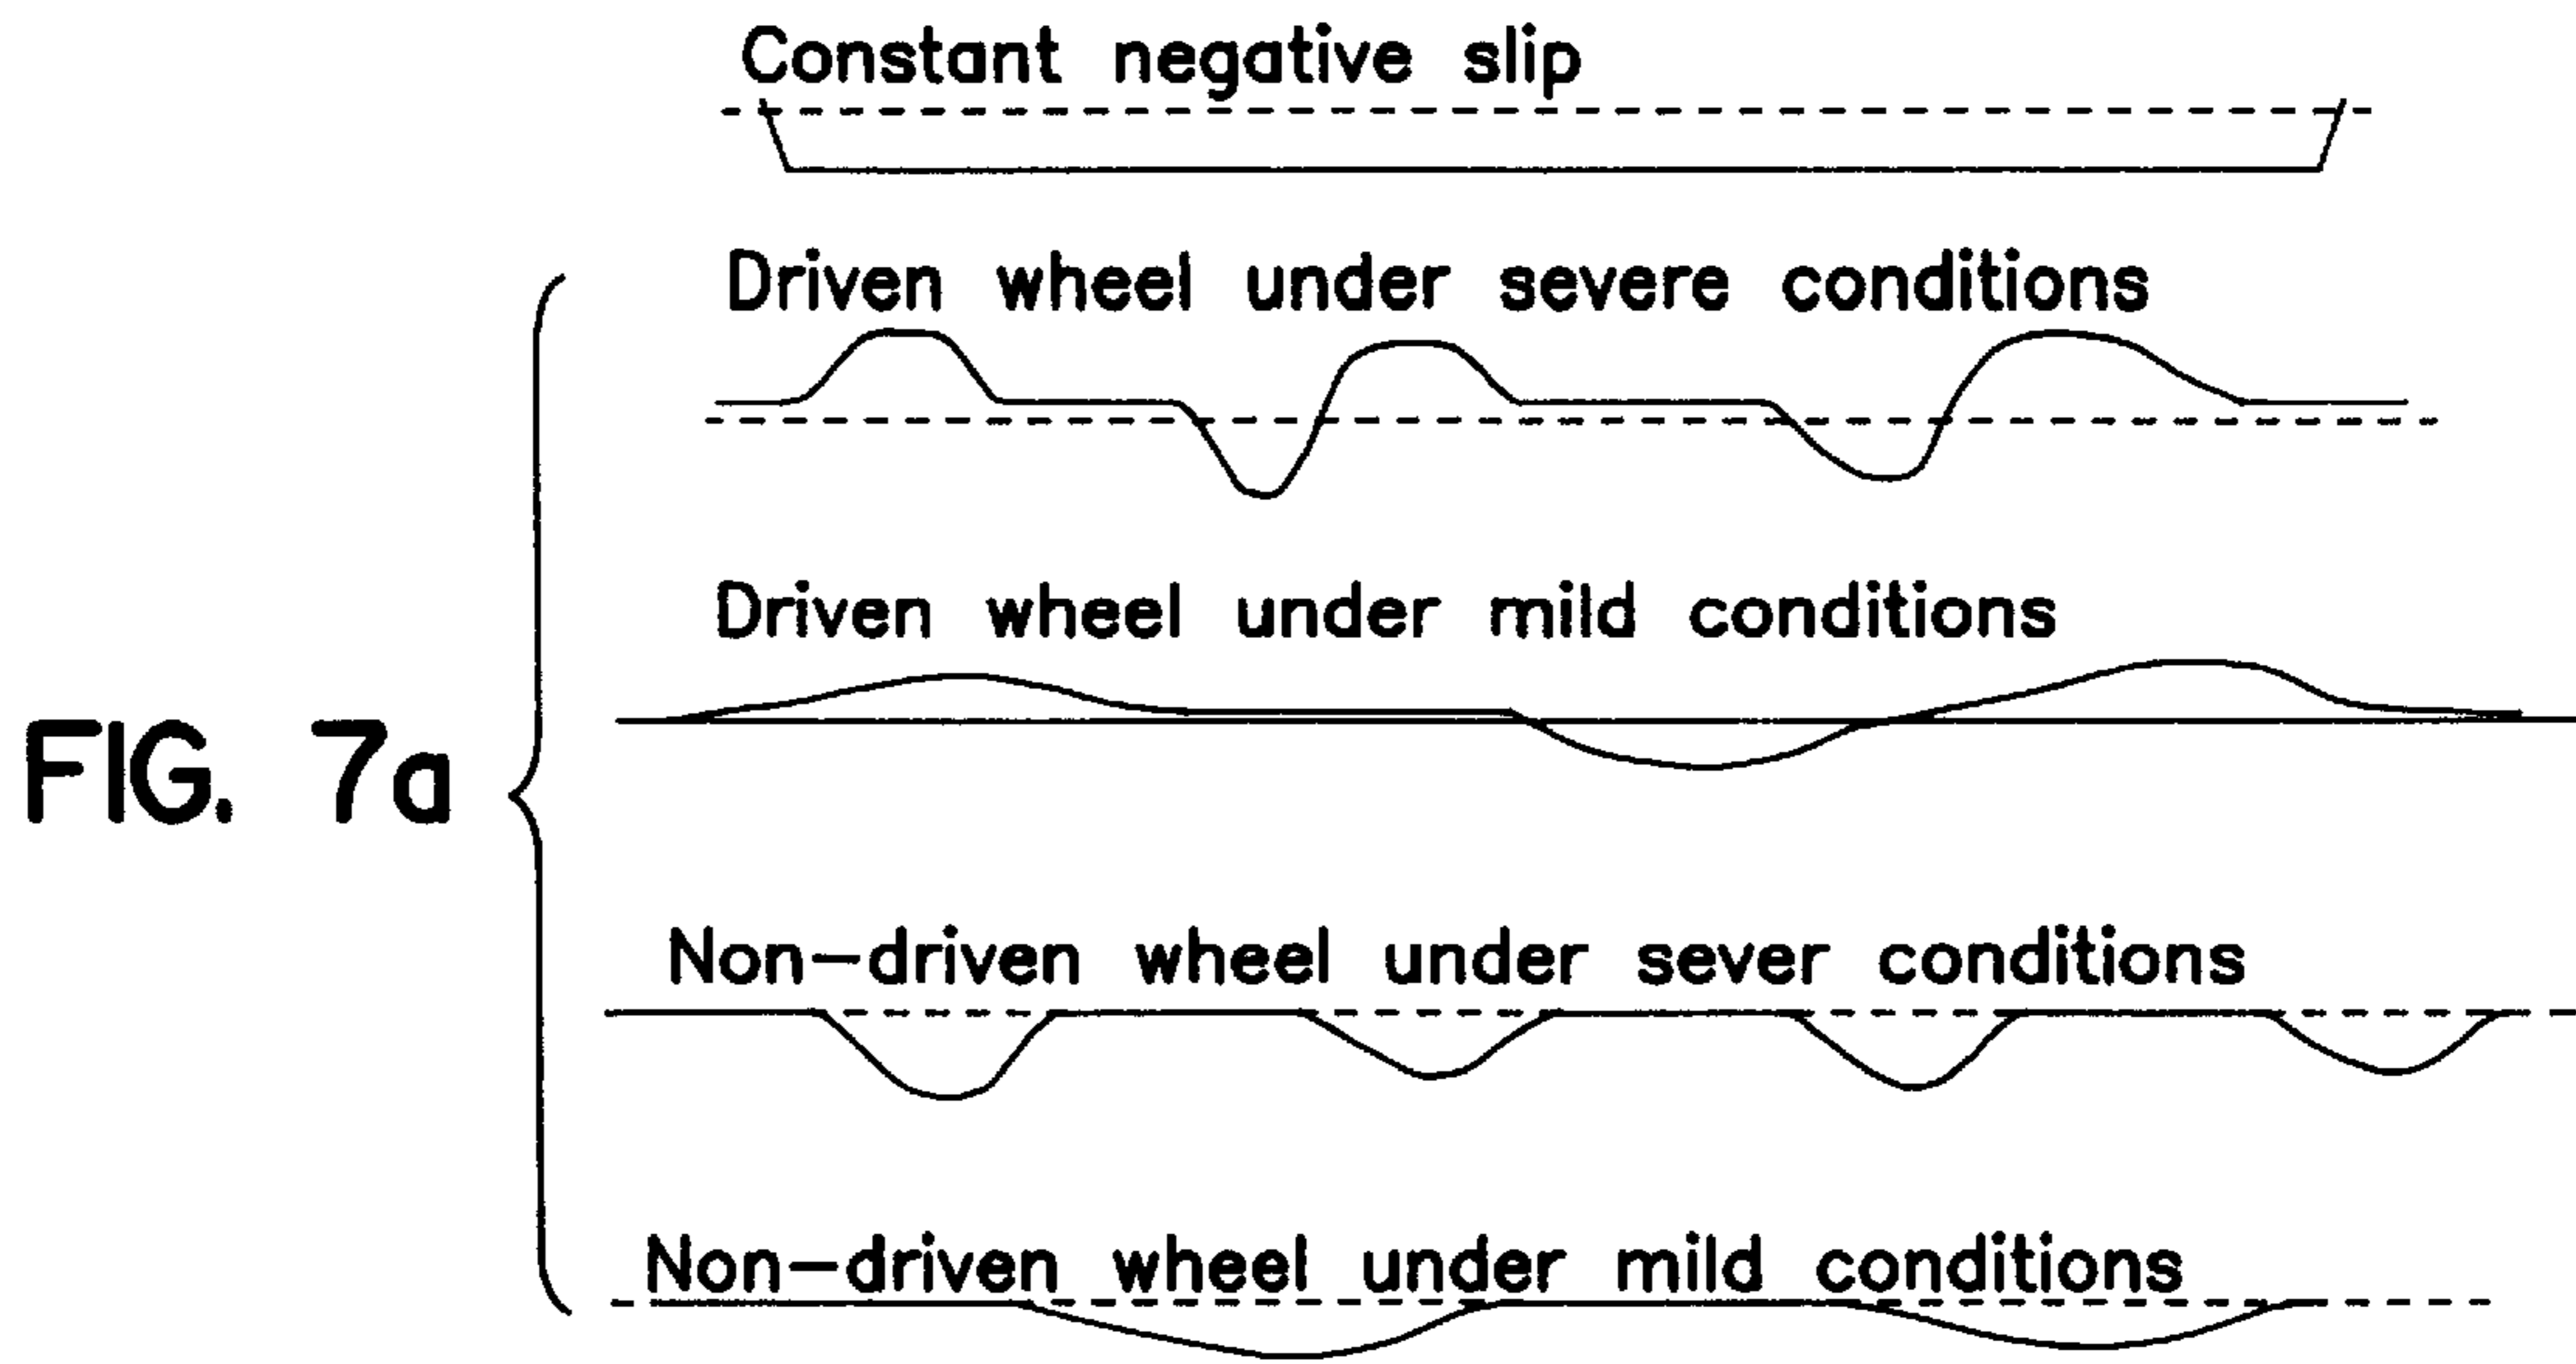 Constant negative slip
Driven wheel under severe conditions
Driven wheel under mild conditions
FIG. 7a
Non-driven wheel under sever conditions
Non-driven wheel under mild conditions